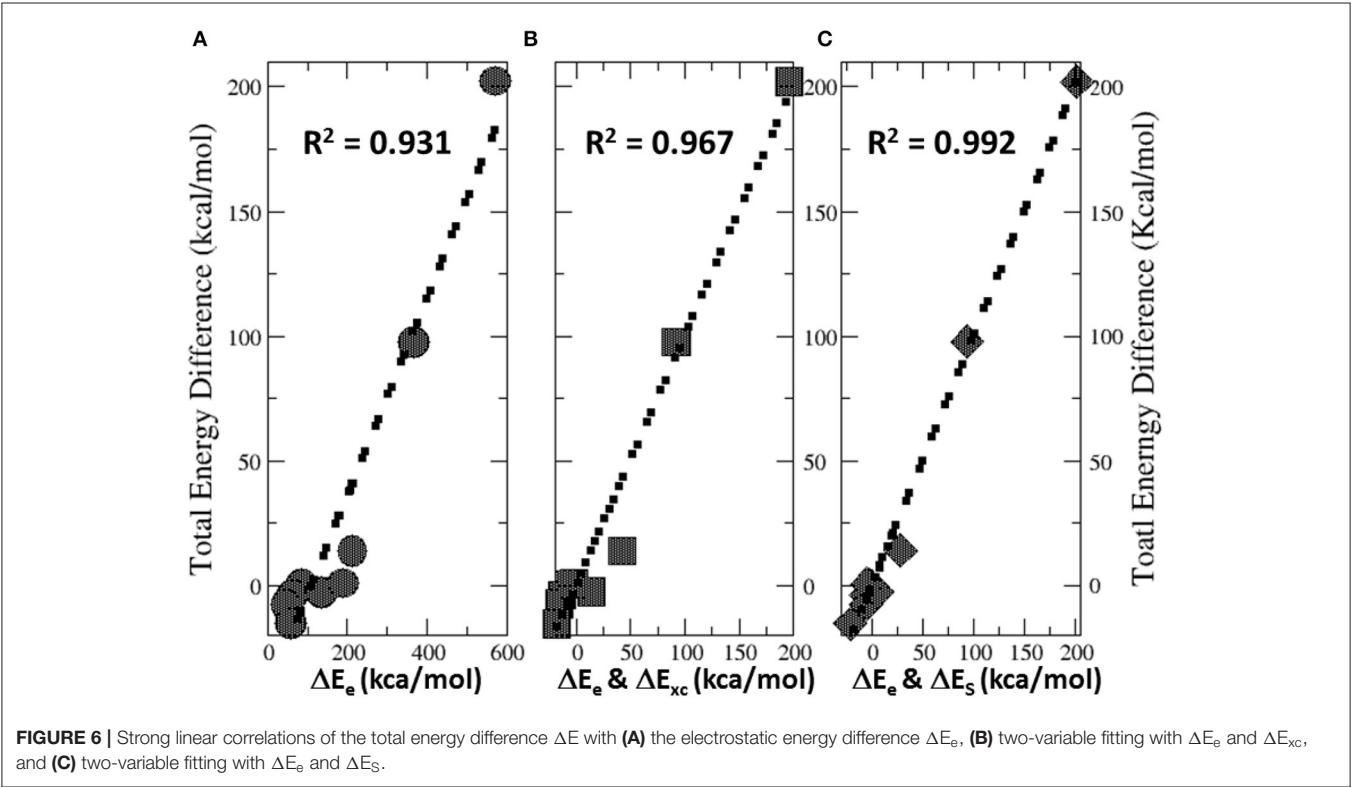 A
B
C
Total Energy Difference (kcal/mol)
200
150
100
50
0
R² = 0.931
0 200 400 600
ΔEₑ (kca/mol)
R² = 0.967
0 50 100 150 200
ΔEₑ & ΔEₓc (kca/mol)
200
150
100
50
0
R² = 0.992
0 50 100 150 200
ΔEₑ & ΔES (kca/mol)
200
150
100
50
0
Toatl Enerngy Difference (Kcal/mol)
FIGURE 6 | Strong linear correlations of the total energy difference ΔE with (A) the electrostatic energy difference ΔEₑ, (B) two-variable fitting with ΔEₑ and ΔExc,
and (C) two-variable fitting with ΔEₑ and ΔES.